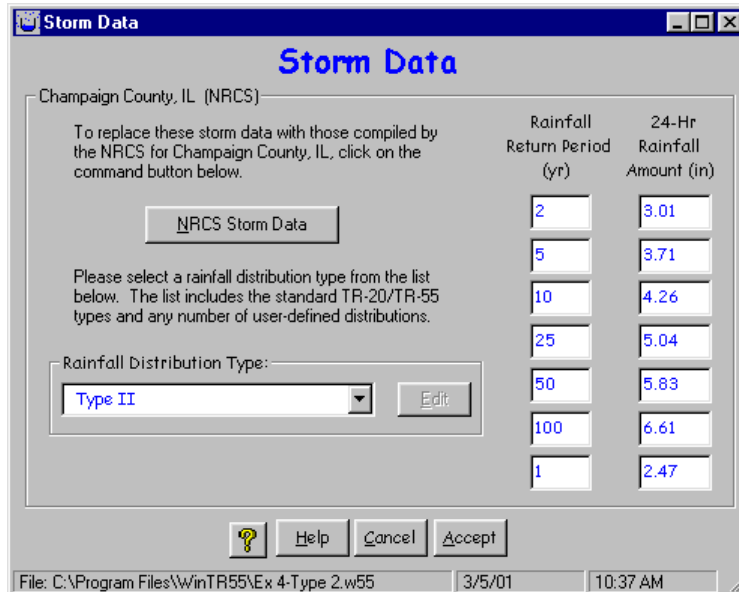 Storm Data
Storm Data
Champaign County, IL (NRCS)
To replace these storm data with those compiled by
the NRCS for Champaign County, IL, click on the
command button below.
NRCS Storm Data
Please select a rainfall distribution type from the list
below. The list includes the standard TR-20/TR-55
types and any number of user-defined distributions.
Rainfall Distribution Type:
Type II
Edit
Rainfall Return Period (yr)
24-Hr Rainfall Amount (in)
2 3.01
5 3.71
10 4.26
25 5.04
50 5.83
100 6.61
1 2.47
? Help Cancel Accept
File: C:\Program Files\WinTR55\Ex 4-Type 2.w55 3/5/01 10:37 AM